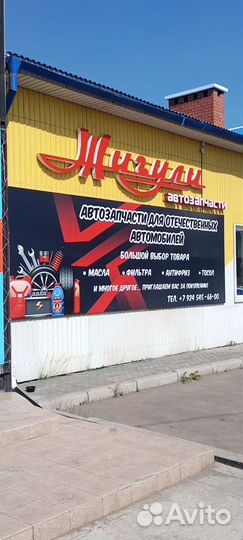 Жигули
автозапчасти
АВТОЗАПЧАСТИ ДЛЯ ОТЕЧЕСТВЕННЫХ
АВТОМОБИЛЕЙ
БОЛЬШОЙ ВЫБОР ТОВАРА
• МАСЛА • ФИЛЬТРА • АНТИФРИЗ • ТОСОЛ
И МНОГОЕ ДРУГОЕ... ПРИГЛАШАЕМ ВАС ЗА ПОКУПКАМИ!
ТЕЛ. +7 924 585-66-00
Avito